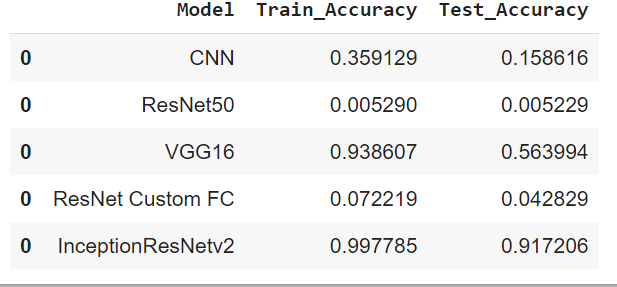 Model Train_Accuracy Test_Accuracy
0 CNN 0.359129 0.158616
0 ResNet50 0.005290 0.005229
0 VGG16 0.938607 0.563994
0 ResNet Custom FC 0.072219 0.042829
0 InceptionResNetv2 0.997785 0.917206